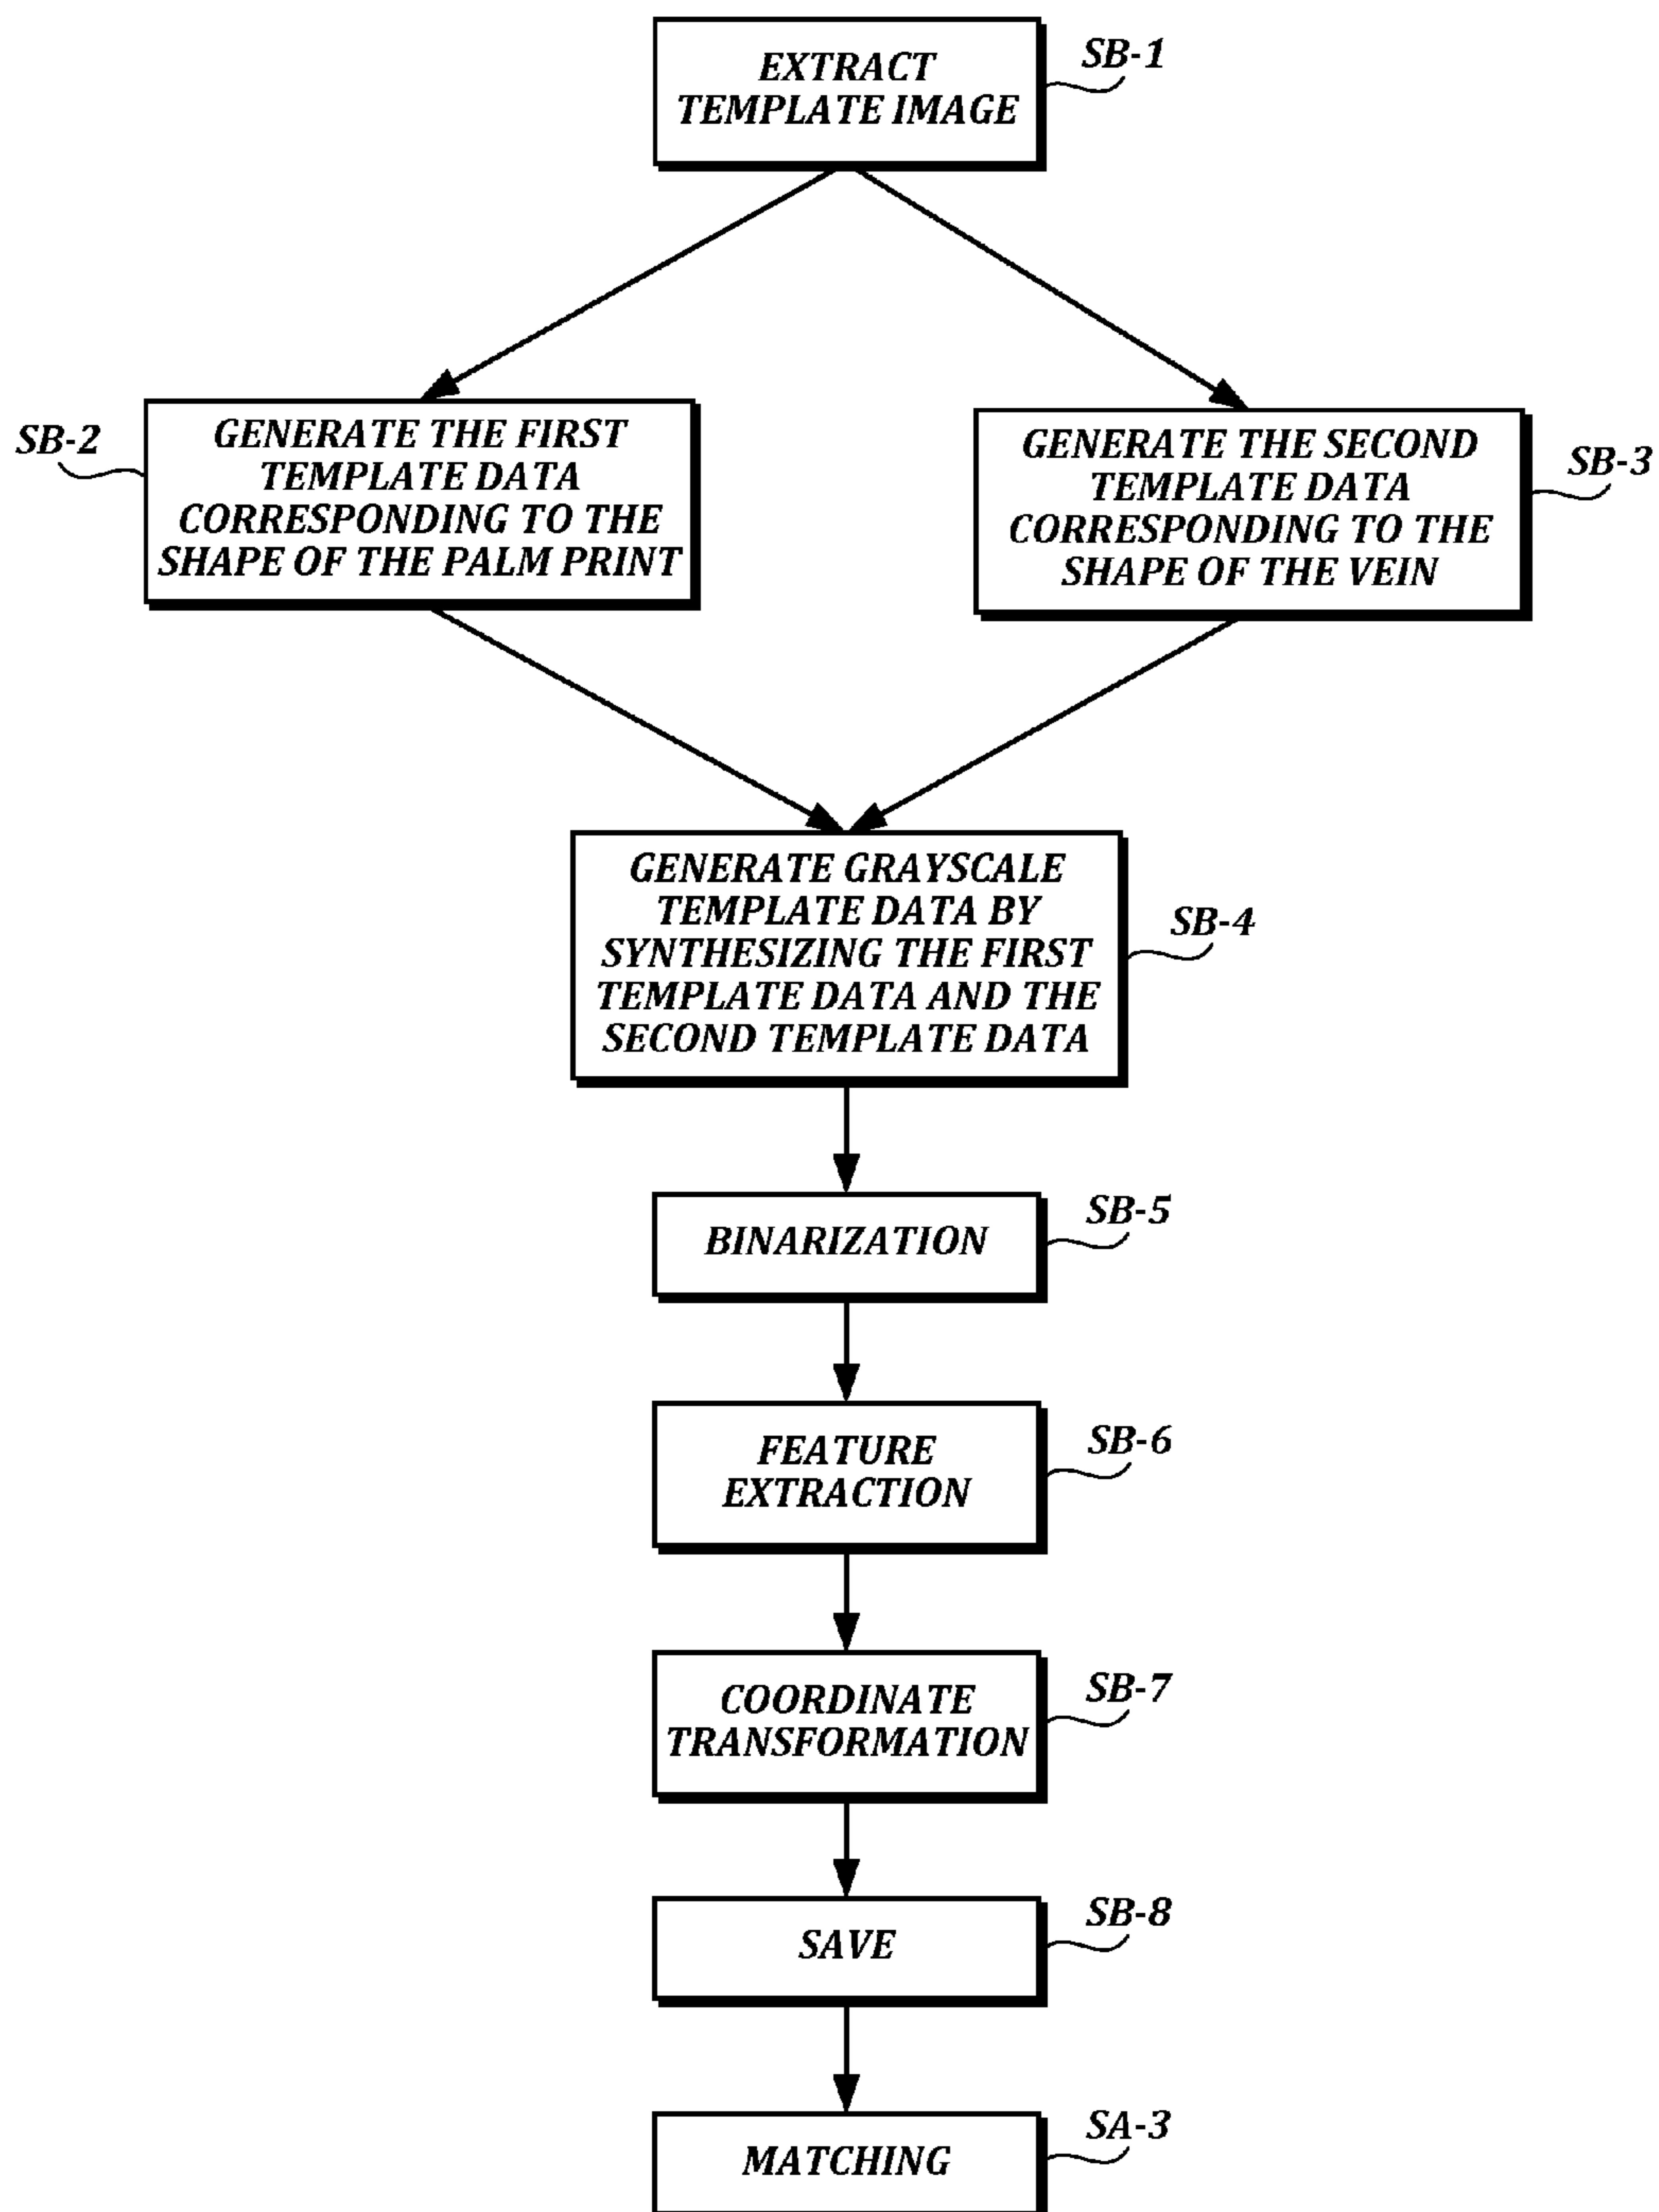 EXTRACT
TEMPLATE IMAGE
SB-1
SB-2
GENERATE THE FIRST
TEMPLATE DATA
CORRESPONDING TO THE
SHAPE OF THE PALM PRINT
GENERATE THE SECOND
TEMPLATE DATA
CORRESPONDING TO THE
SHAPE OF THE VEIN
SB-3
GENERATE GRAYSCALE
TEMPLATE DATA BY
SYNTHESIZING THE FIRST
TEMPLATE DATA AND THE
SECOND TEMPLATE DATA
SB-4
BINARIZATION
SB-5
FEATURE
EXTRACTION
SB-6
COORDINATE
TRANSFORMATION
SB-7
SAVE
SB-8
MATCHING
SA-3